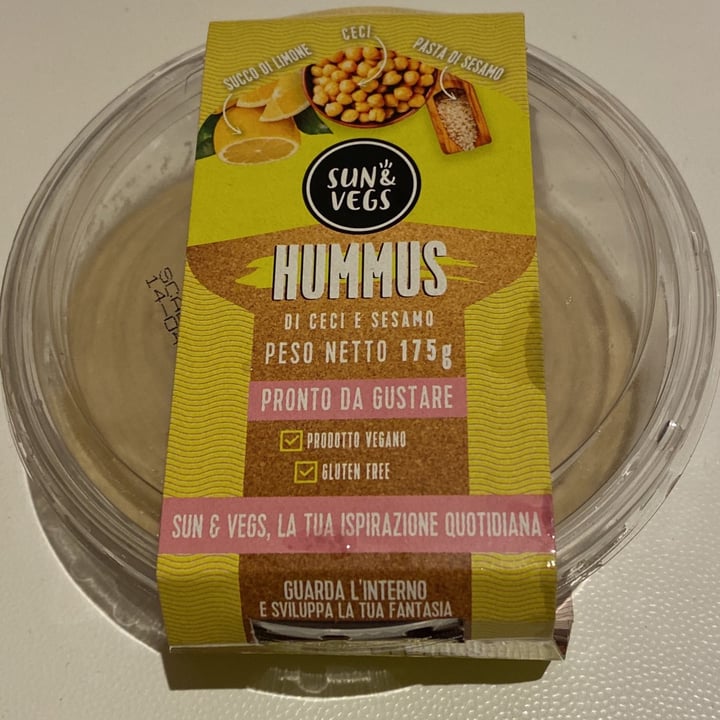 SUCCO DI LIMONE
CECI
PASTA DI SESAMO
SUN &
VEGS
HUMMUS
DI CECI E SESAMO
PESO NETTO 175g
PRONTO DA GUSTARE
PRODOTTO VEGANO
GLUTEN FREE
SUN & VEGS, LA TUA ISPIRAZIONE QUOTIDIANA
GUARDA L'INTERNO
E SVILUPPA LA TUA FANTASIA